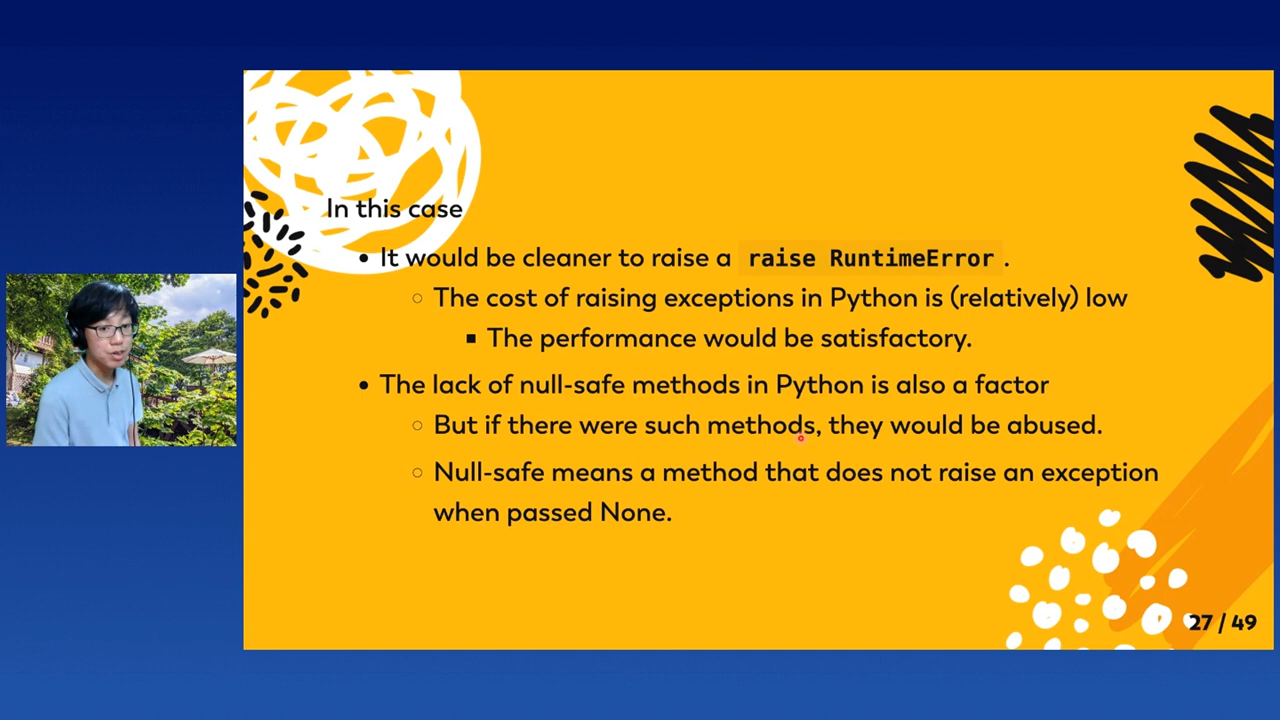 In this case
• It would be cleaner to raise a raise RuntimeError .
○ The cost of raising exceptions in Python is (relatively) low
■ The performance would be satisfactory.
• The lack of null-safe methods in Python is also a factor
○ But if there were such methods, they would be abused.
○ Null-safe means a method that does not raise an exception
when passed None.
27 / 49